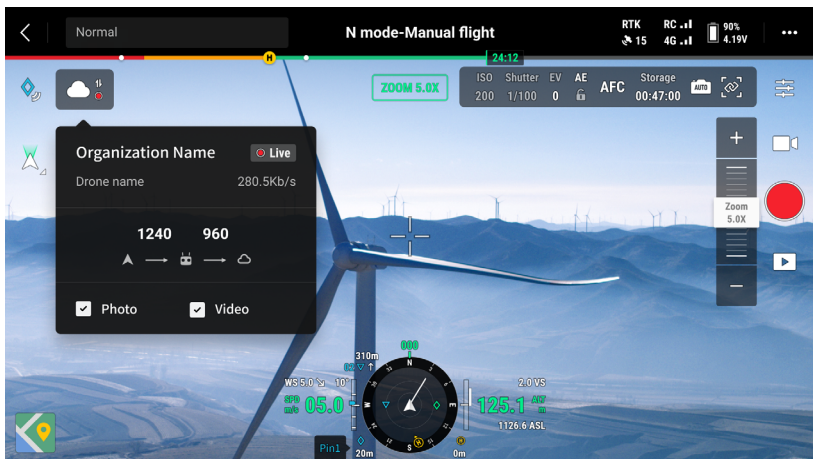 Normal
N mode-Manual flight
RTK
15
RC
4G
90%
4.19V
24:12
H
ZOOM 5.0X
ISO
200
Shutter
1/100
EV
0
AE
AFC
Storage
00:47:00
AUTO
Organization Name
Live
Drone name
280.5Kb/s
1240
960
Photo
Video
Zoom
5.0X
000
310m
WS 5.0
10°
SPD
m/s
05.0
N
E
S
W
2.0 VS
125.1
ALT
m
1126.6 ASL
Pin1
20m
0m